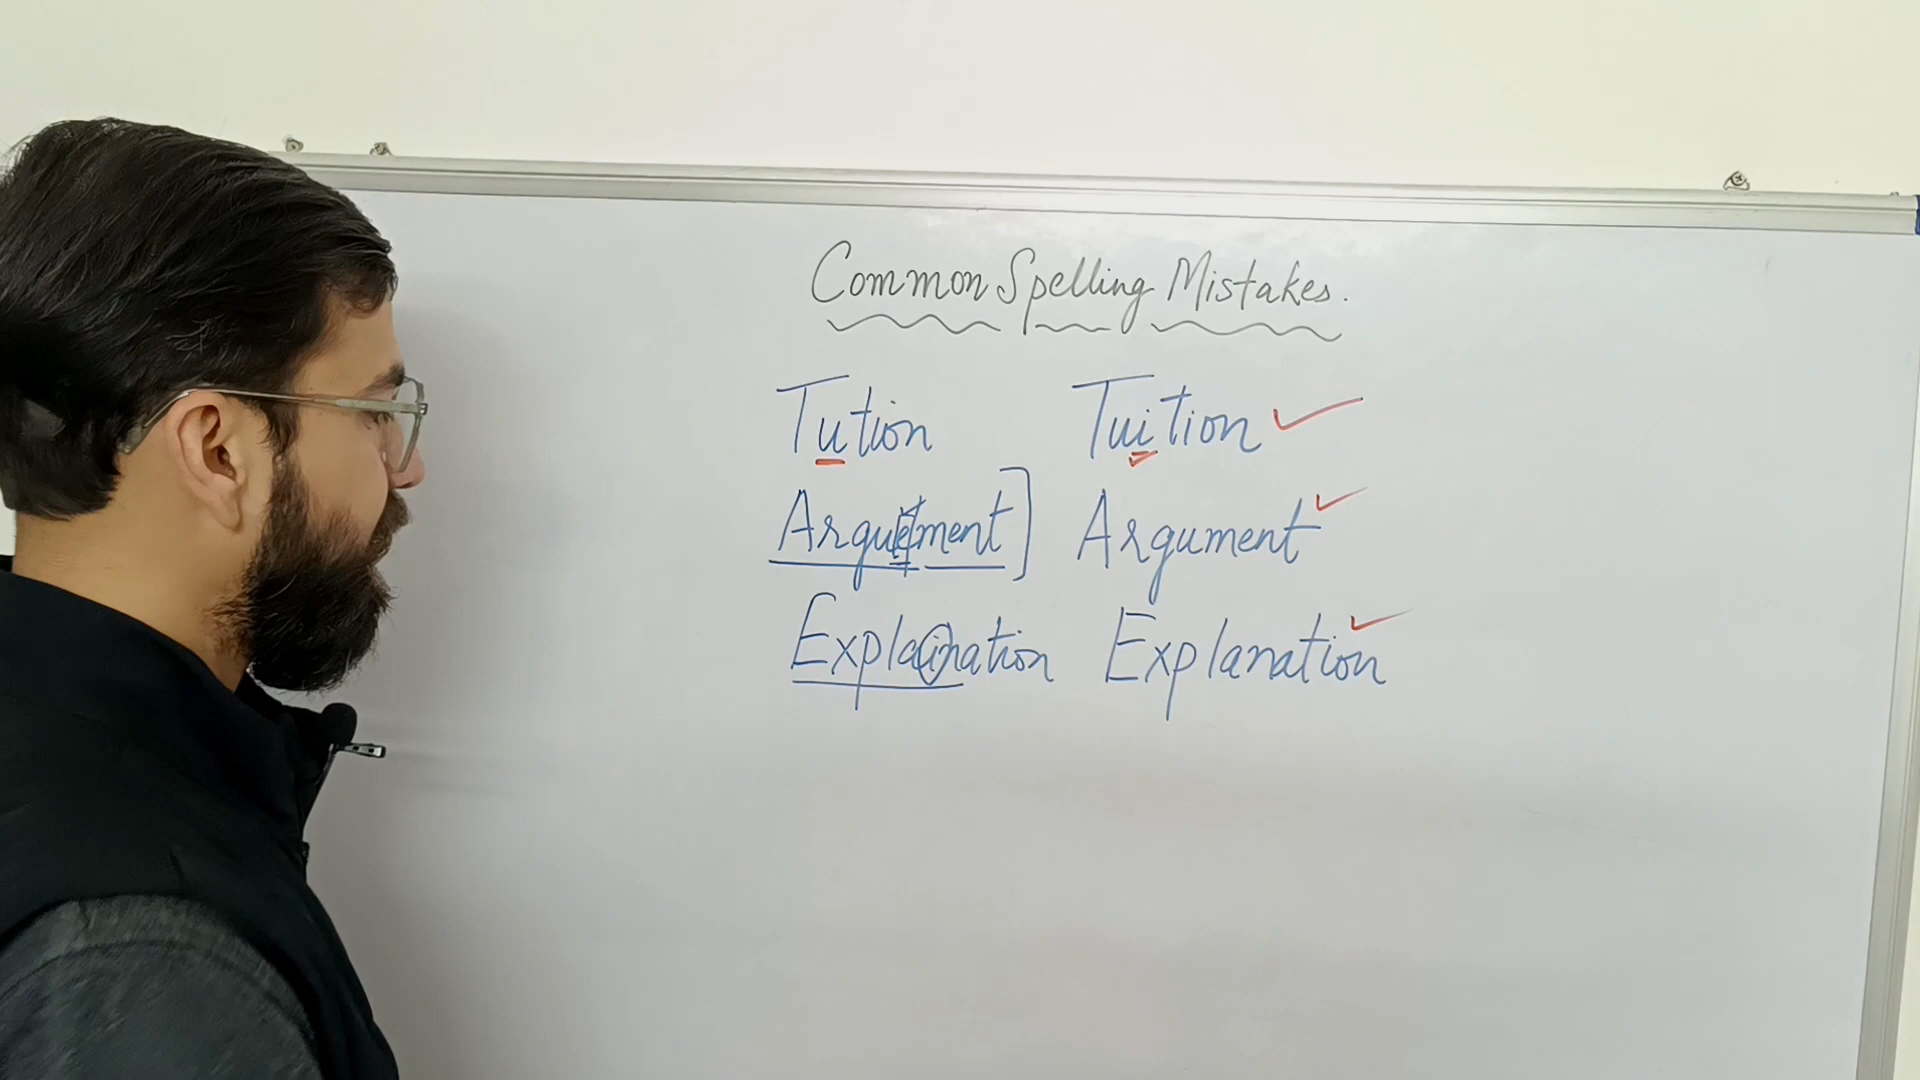 Common Spelling Mistakes.
Tution Tuition
Arguement Argument
Explaination Explanation